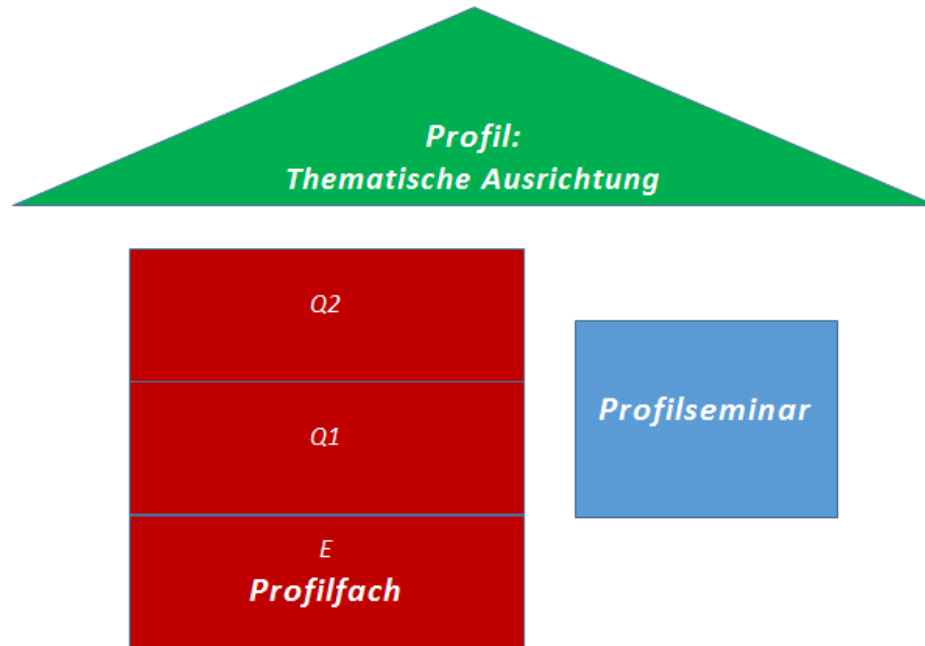 Profil:
Thematische Ausrichtung
Q2
Q1
Profilseminar
E
Profilfach